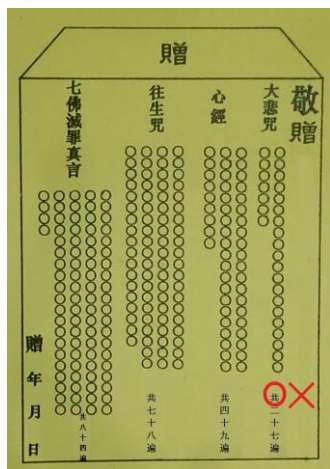 贈
敬贈
大悲咒
共二十七遍
心經
共四十九遍
往生咒
共七十八遍
七佛滅罪真言
共八十四遍
贈 年 月 日